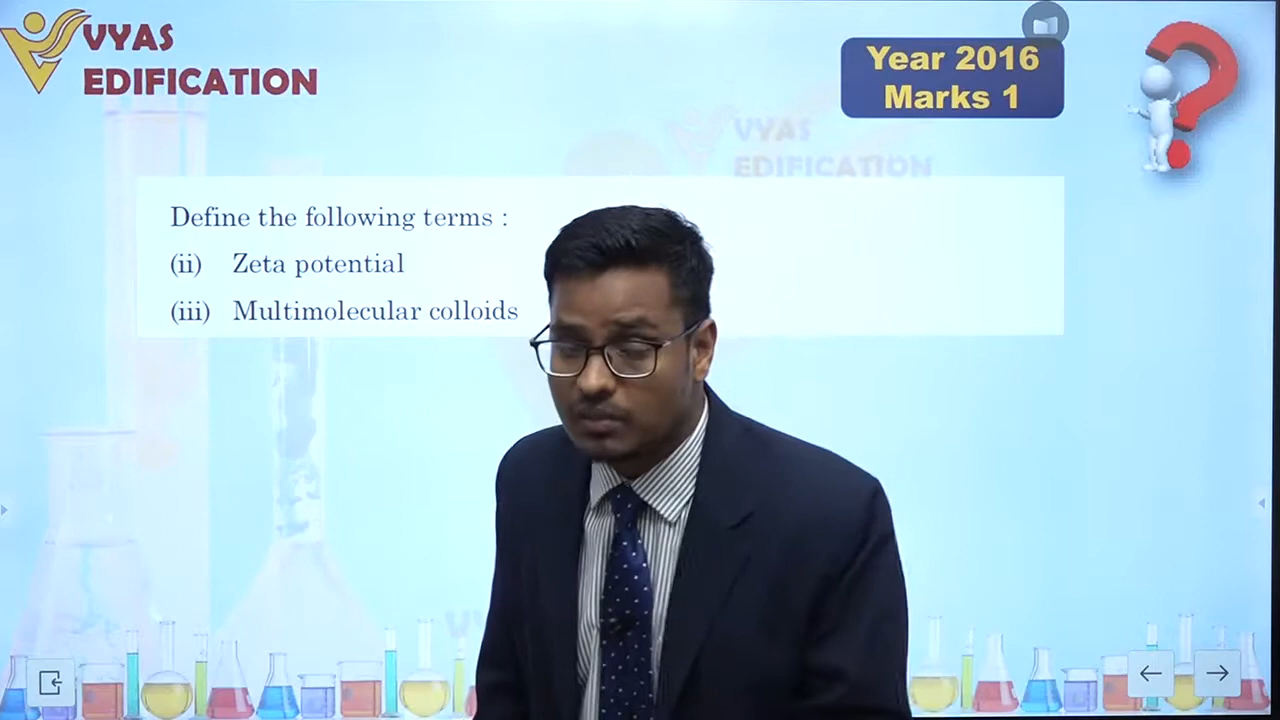 VYAS
EDIFICATION
Year 2016
Marks 1
VYAS
EDIFICATION
Define the following terms :
(ii) Zeta potential
(iii) Multimolecular colloids